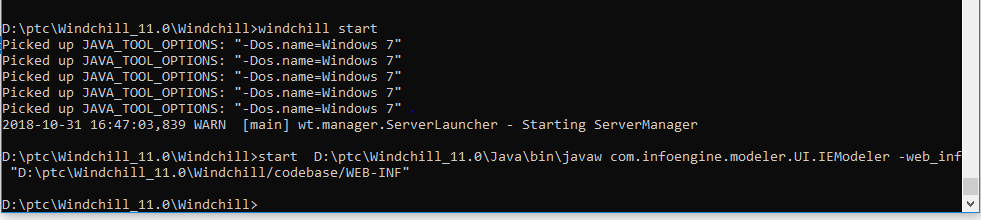 D:\ptc\Windchill_11.0\Windchill>windchill start
Picked up JAVA_TOOL_OPTIONS: "-Dos.name=Windows 7"
Picked up JAVA_TOOL_OPTIONS: "-Dos.name=Windows 7"
Picked up JAVA_TOOL_OPTIONS: "-Dos.name=Windows 7"
Picked up JAVA_TOOL_OPTIONS: "-Dos.name=Windows 7"
Picked up JAVA_TOOL_OPTIONS: "-Dos.name=Windows 7"
2018-10-31 16:47:03,839 WARN  [main] wt.manager.ServerLauncher - Starting ServerManager
D:\ptc\Windchill_11.0\Windchill>start  D:\ptc\Windchill_11.0\Java\bin\javaw com.infoengine.modeler.UI.IEModeler -web_inf
"D:\ptc\Windchill_11.0\Windchill/codebase/WEB-INF"
D:\ptc\Windchill_11.0\Windchill>